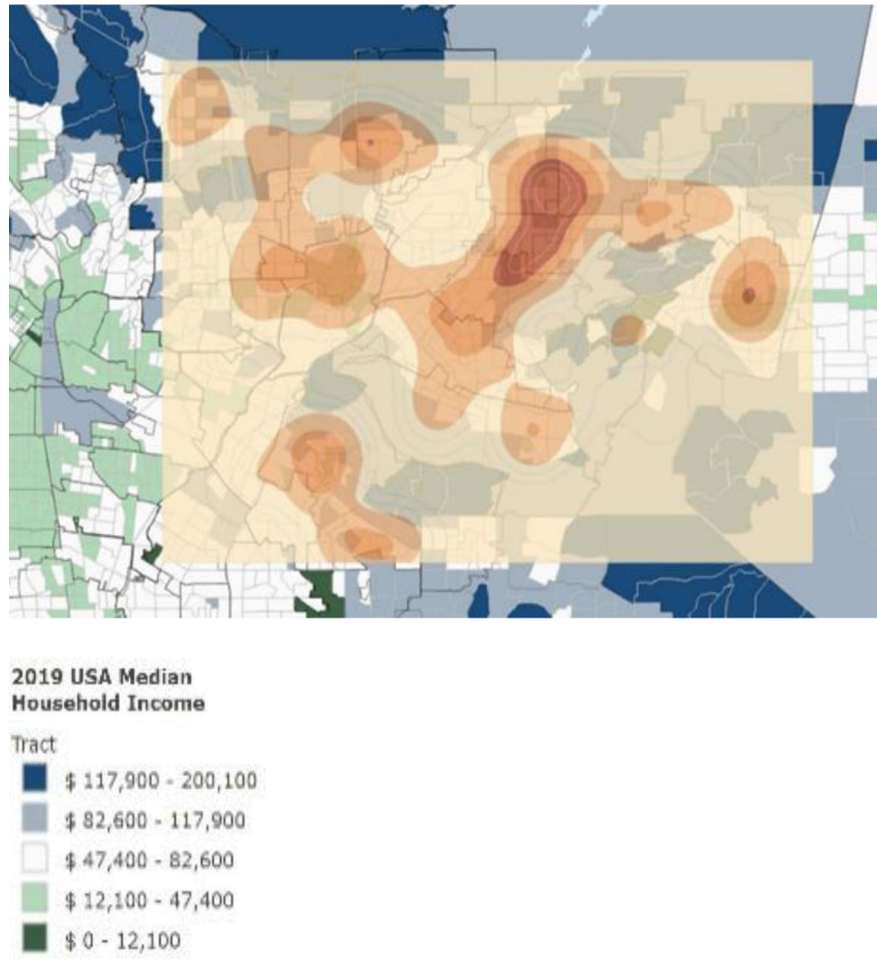 2019 USA Median
Household Income
Tract
$ 117,900 - 200,100
$ 82,600 - 117,900
$ 47,400 - 82,600
$ 12,100 - 47,400
$ 0 - 12,100